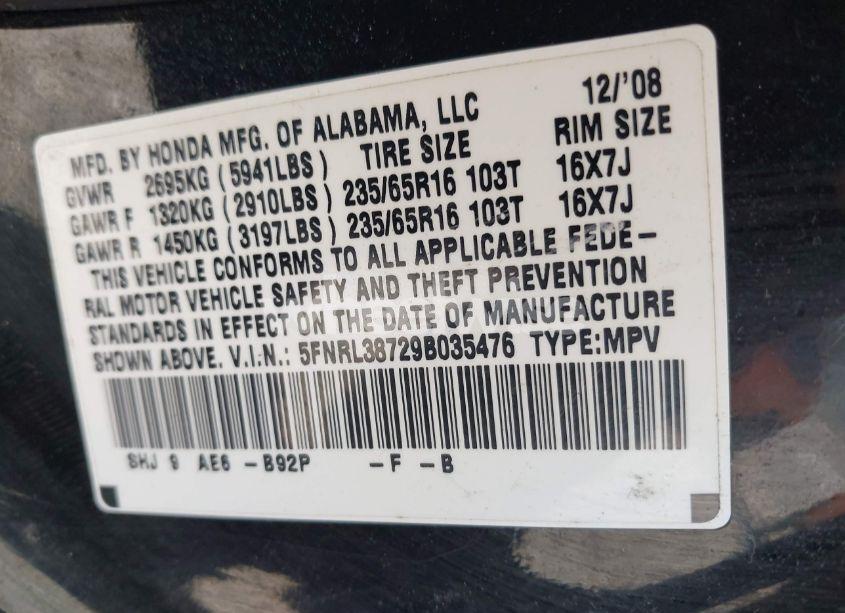 MFD. BY HONDA MFG. OF ALABAMA, LLC 12/'08
GVWR 2695KG (5941LBS) TIRE SIZE RIM SIZE
GAWR F 1320KG (2910LBS) 235/65R16 103T 16X7J
GAWR R 1450KG (3197LBS) 235/65R16 103T 16X7J
THIS VEHICLE CONFORMS TO ALL APPLICABLE FEDE-
RAL MOTOR VEHICLE SAFETY AND THEFT PREVENTION
STANDARDS IN EFFECT ON THE DATE OF MANUFACTURE
SHOWN ABOVE. V.I.N.: 5FNRL38729B035476 TYPE:MPV
SHJ 9 AE6 -B92P -F -B